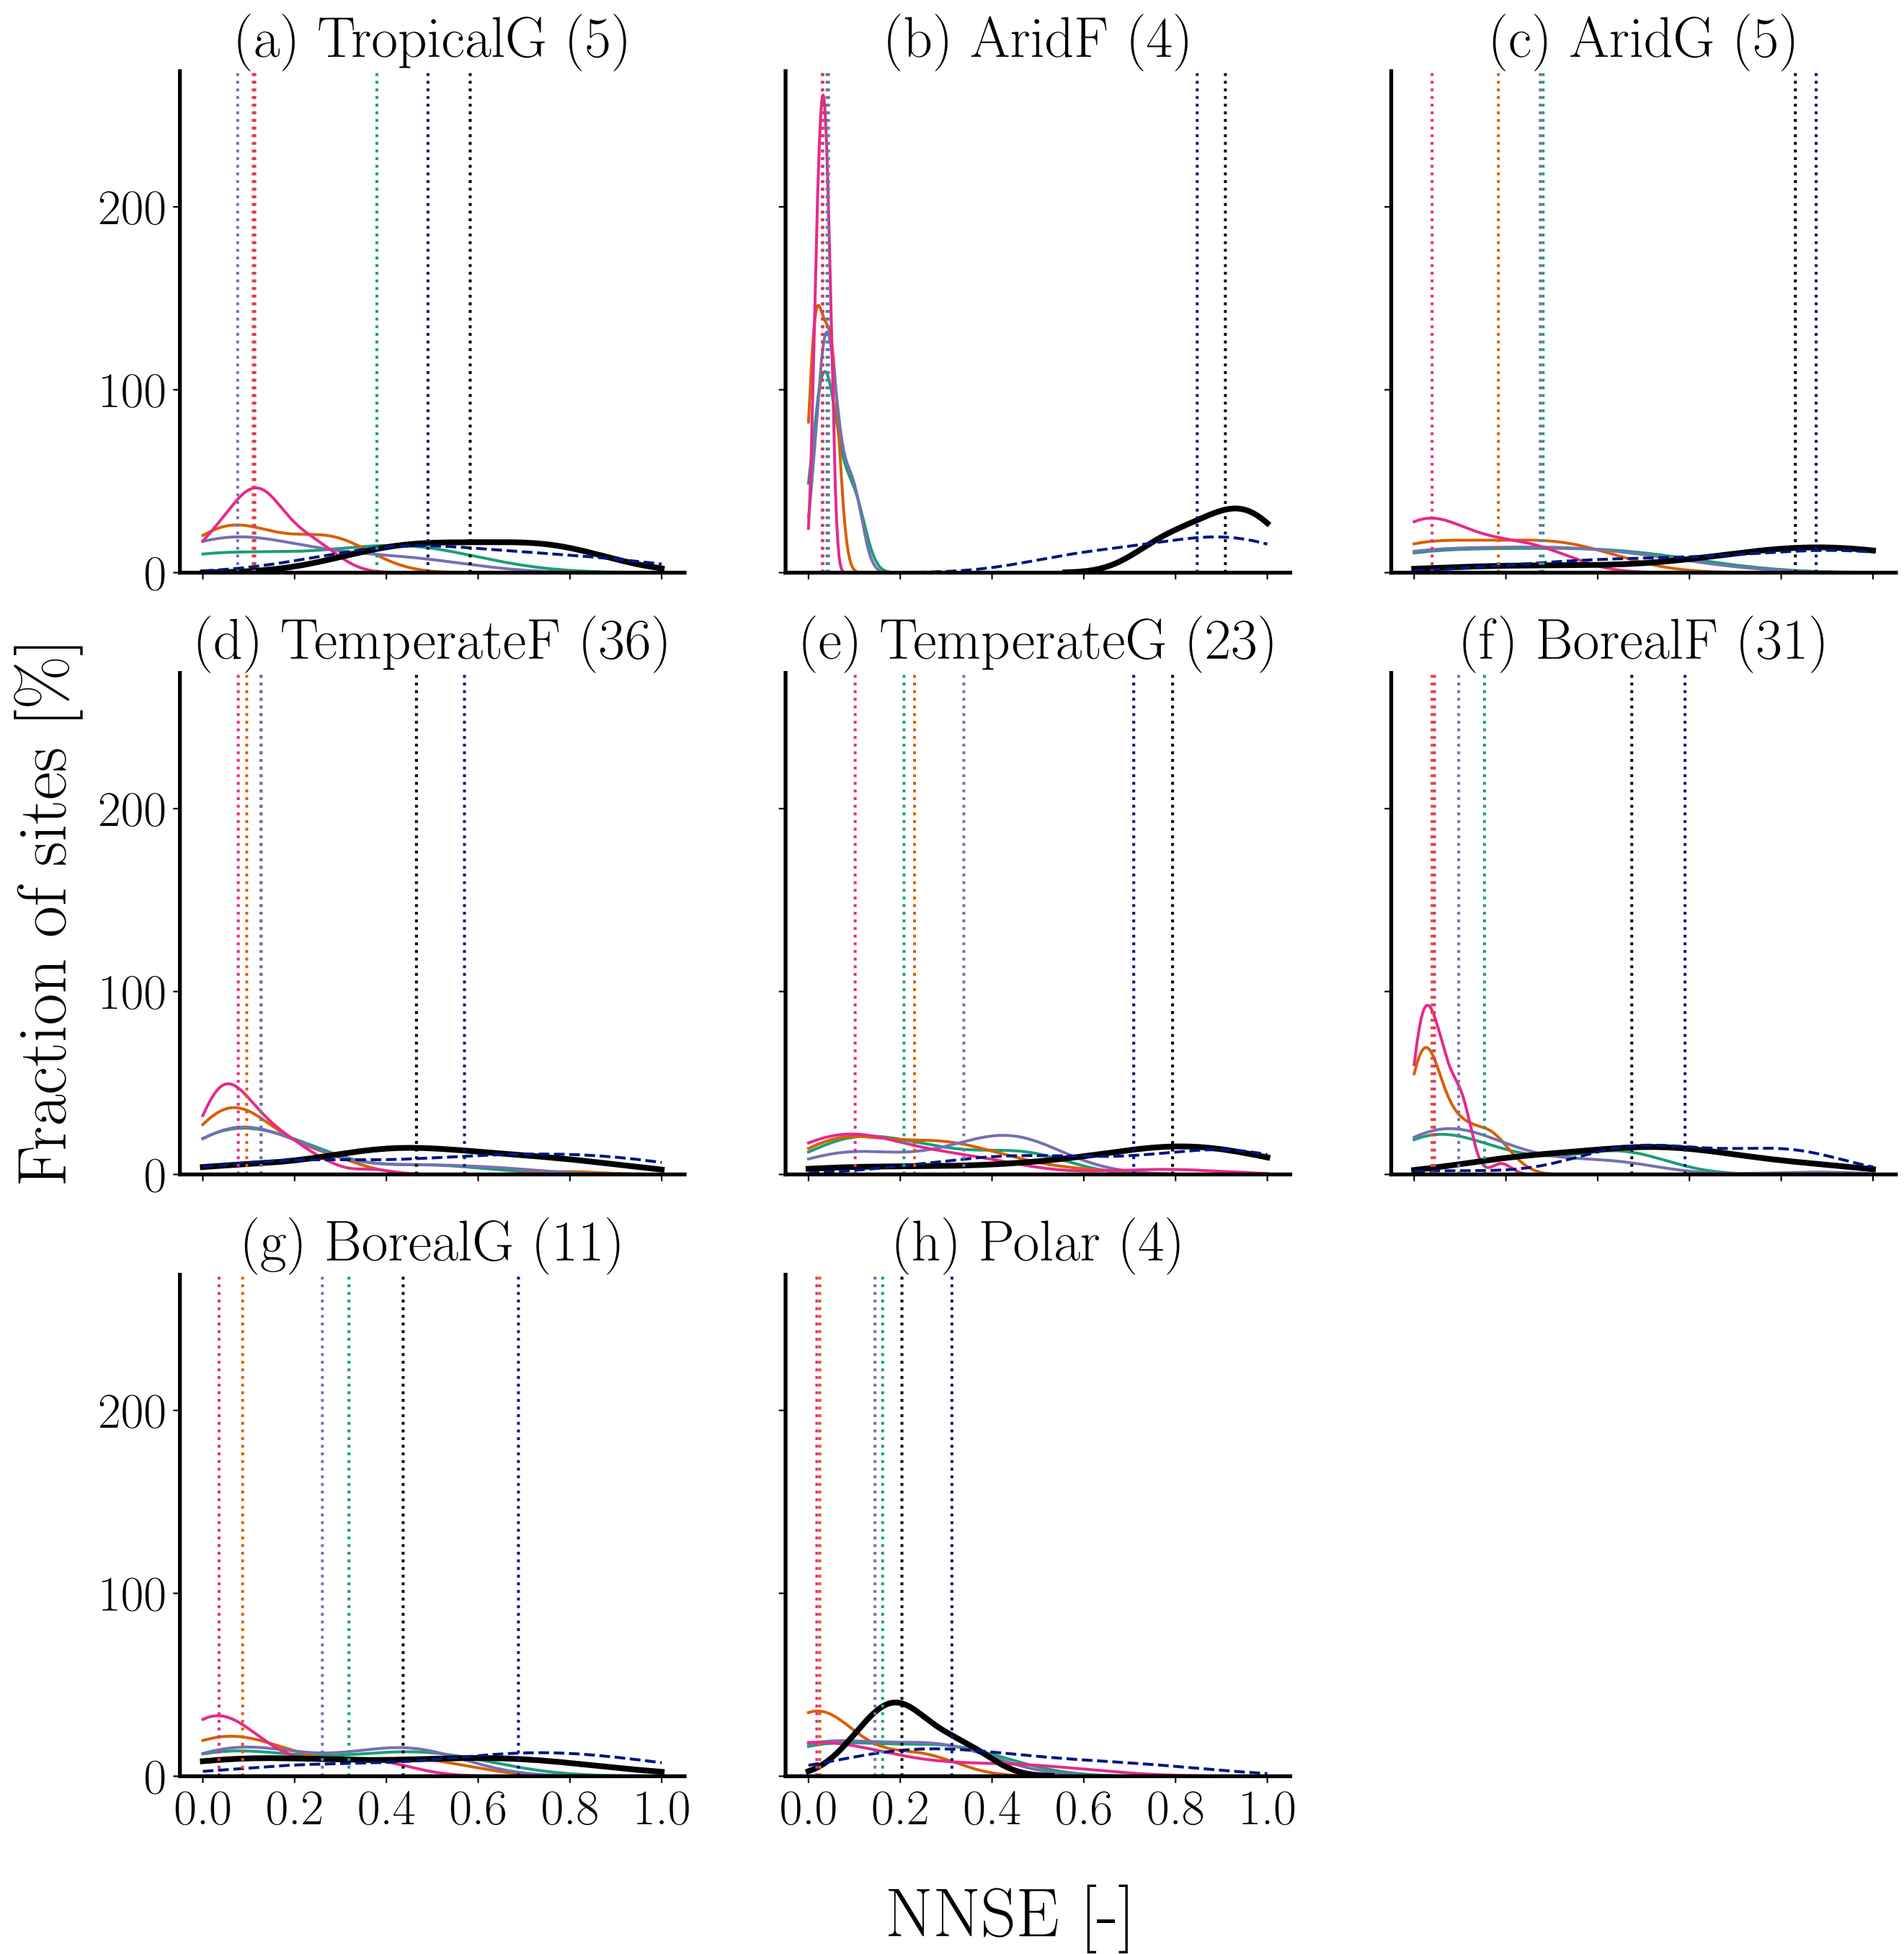 (a) TropicalG (5)
(b) AridF (4)
(c) AridG (5)
200
100
0
(d) TemperateF (36)
(e) TemperateG (23)
(f) BorealF (31)
Fraction of sites [%]
200
100
0
(g) BorealG (11)
(h) Polar (4)
200
100
0
0.0 0.2 0.4 0.6 0.8 1.0
0.0 0.2 0.4 0.6 0.8 1.0
NNSE [-]